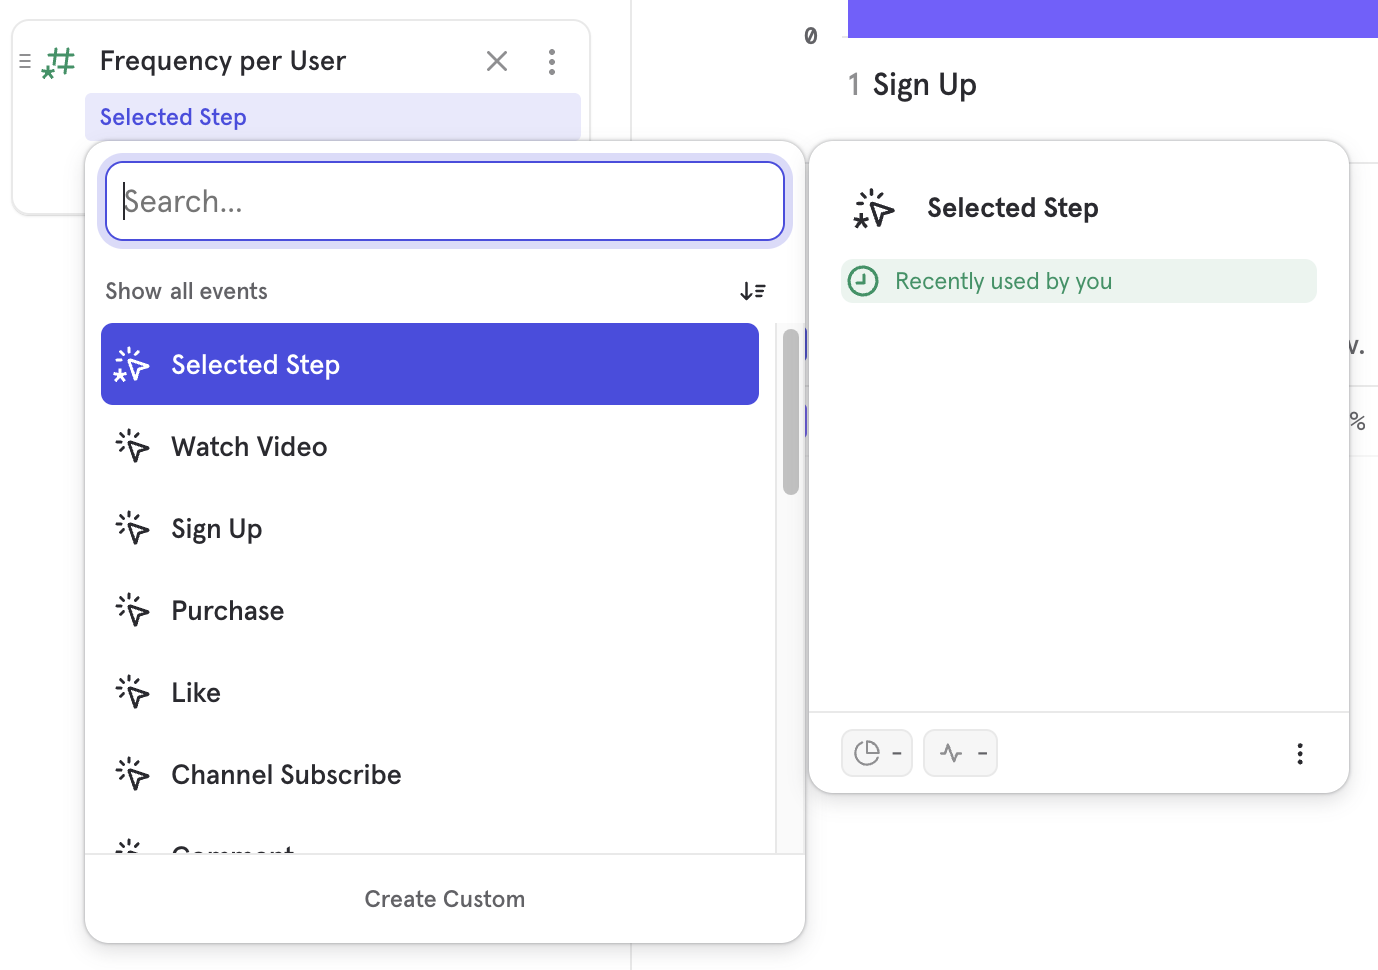 Frequency per User
Selected Step
Search...
Show all events
Selected Step
Watch Video
Sign Up
Purchase
Like
Channel Subscribe
Comment
Create Custom
0
1 Sign Up
Selected Step
Recently used by you
-
-
v.
%